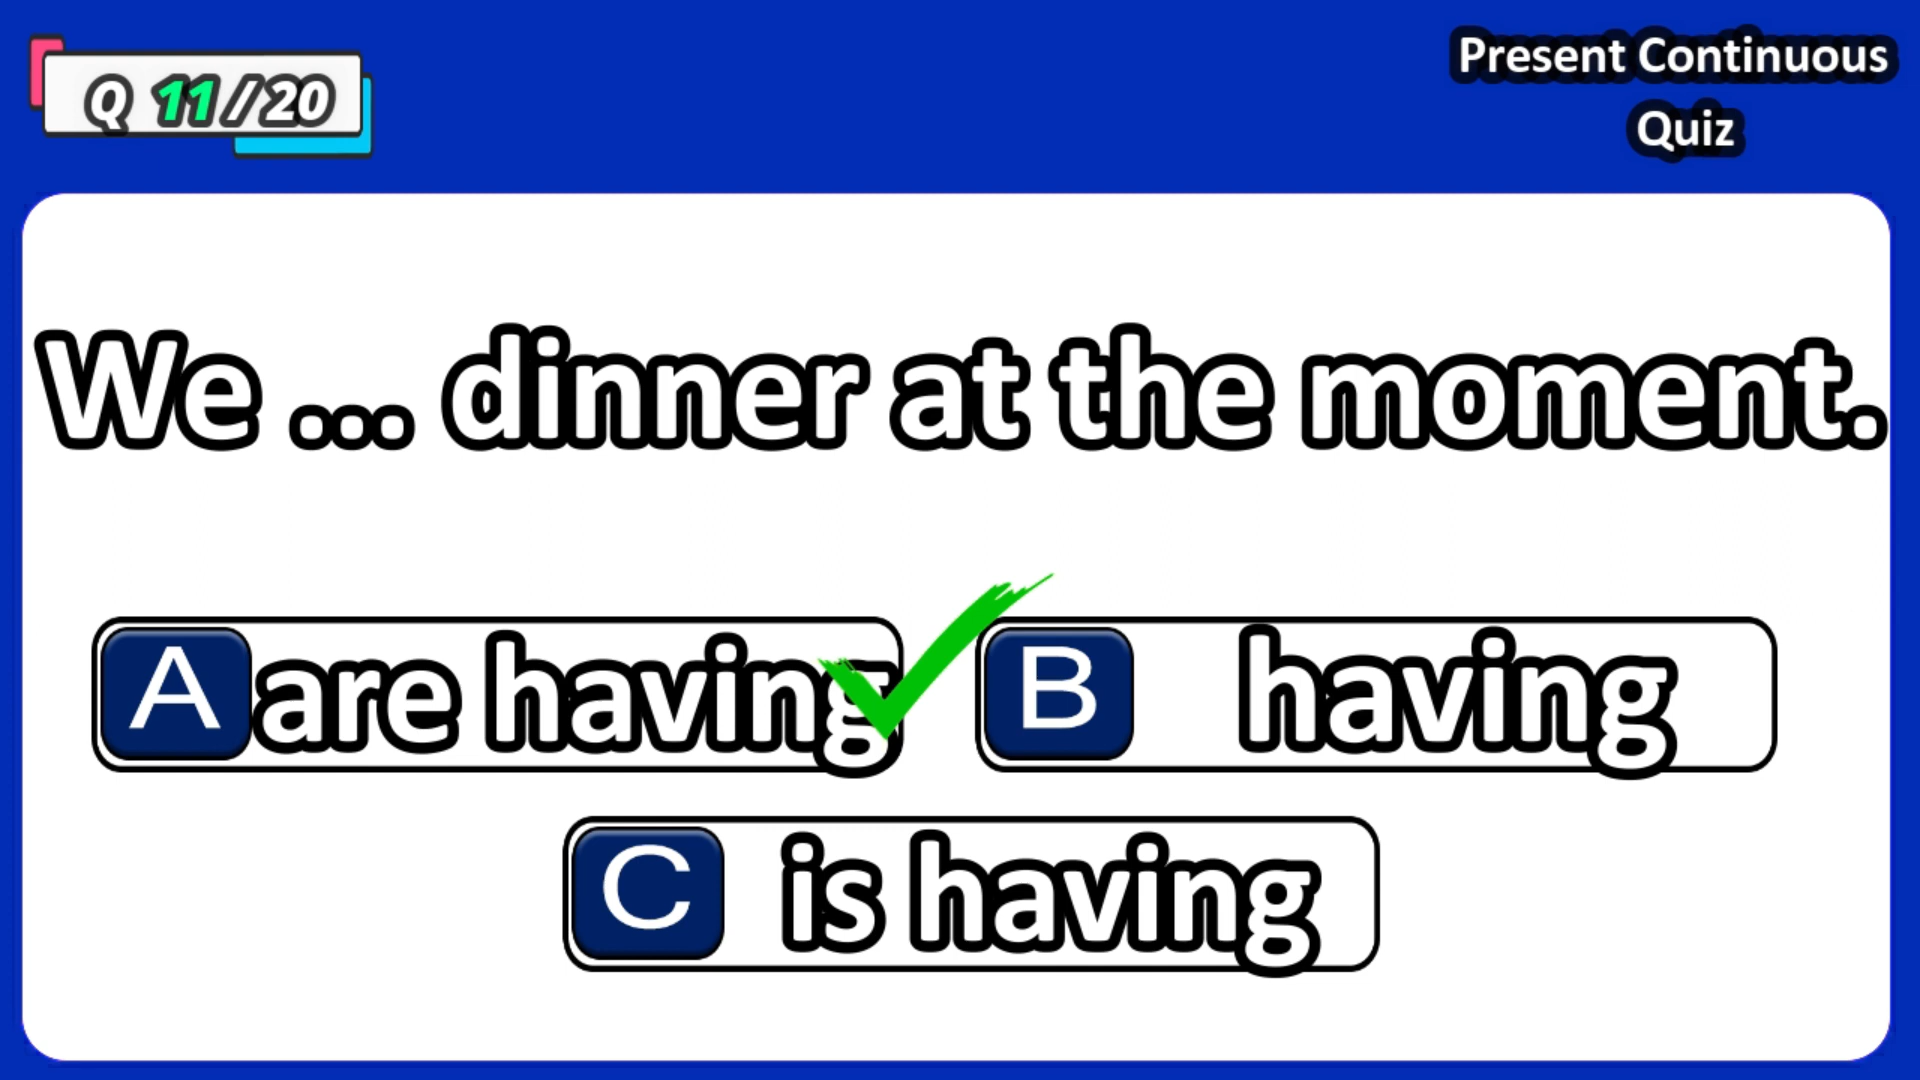 Q 11/20
Present Continuous
Quiz
We ... dinner at the moment.
A are having
B having
C is having